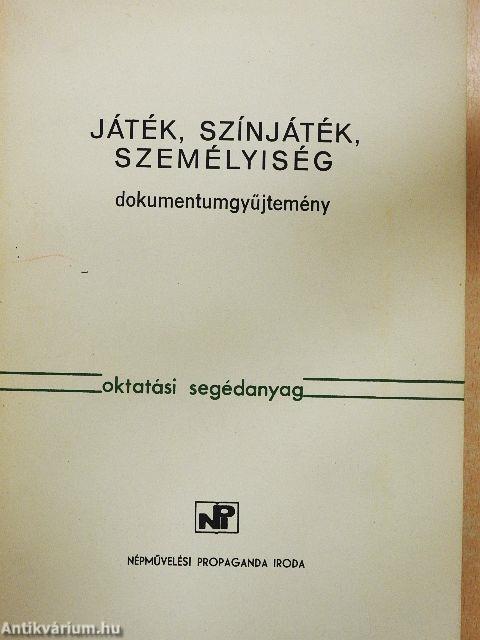 JÁTÉK, SZÍNJÁTÉK,
SZEMÉLYISÉG
dokumentumgyűjtemény
oktatási segédanyag
NPI
NÉPMŰVELÉSI PROPAGANDA IRODA
Antikvárium.hu